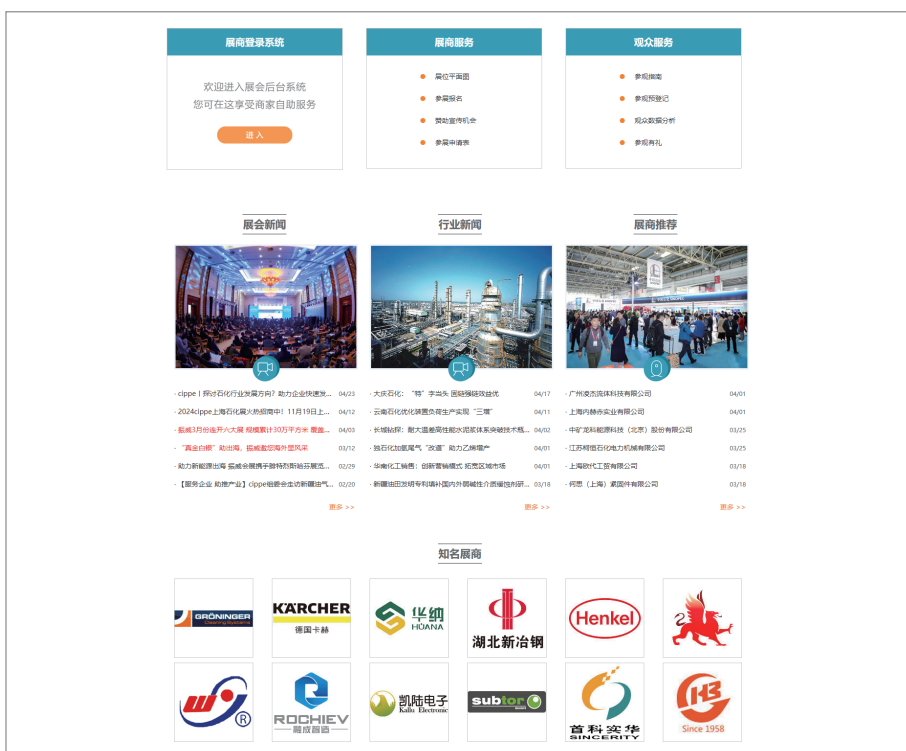 展商登录系统
欢迎进入展会后台系统
您可在这享受商家自助服务
进 入
展商服务
展位平面图
参展报名
赞助宣传机会
参展申请表
观众服务
参观指南
参观预登记
观众数据分析
参观有礼
展会新闻
· cippe丨探讨石化行业发展方向?助力企业快速发... 04/23
· 2024cippe上海石化展火热招商中!11月19日上... 04/12
· 振威3月份连开六大展 规模累计30万平方米 覆盖... 04/03
· “真金白银”助出海,振威邀您海外显风采 03/12
· 助力新能源出海 振威会展携手雅特烈斯哈芬展览... 02/29
· 【服务企业 助推产业】cippe组委会走访新疆油气... 02/20
更多 >>
行业新闻
· 大庆石化:“特”字当头 固链强链效益优 04/17
· 云南石化优化装置负荷生产实现“三增” 04/11
· 长城钻探:耐大温差高性能水泥浆体系突破技术瓶... 04/02
· 独石化加氢尾气“改道”助力乙烯增产 04/01
· 华南化工销售:创新营销模式 拓宽区域市场 04/01
· 新疆油田发明专利填补国内外弱碱性介质缓蚀剂研... 03/18
更多 >>
展商推荐
· 广州凌杰流体科技有限公司 04/01
· 上海内赫赤实业有限公司 04/01
· 中矿龙科能源科技(北京)股份有限公司 03/25
· 江苏柯恒石化电力机械有限公司 03/25
· 上海欧代工贸有限公司 03/18
· 何思(上海)紧固件有限公司 03/18
更多 >>
知名展商
GRÖNINGER
Cleaning Systems
KÄRCHER
德国卡赫
华纳
HUANA
湖北新冶钢
Henkel
®
ROCHIEV
融成智造
凯陆电子
Kailu Electronic
subtor
首科实华
SINCERITY
Since 1958